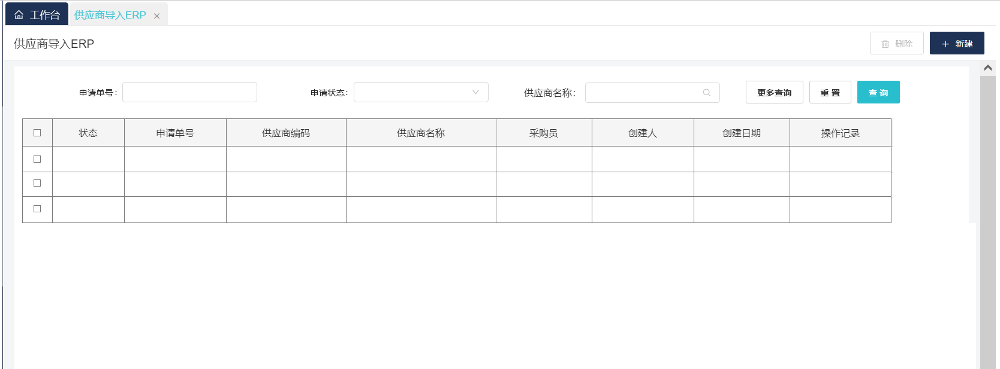 工作台 供应商导入ERP
供应商导入ERP 删除 新建
申请单号： 申请状态： 供应商名称： 更多查询 重置 查询
状态 申请单号 供应商编码 供应商名称 采购员 创建人 创建日期 操作记录